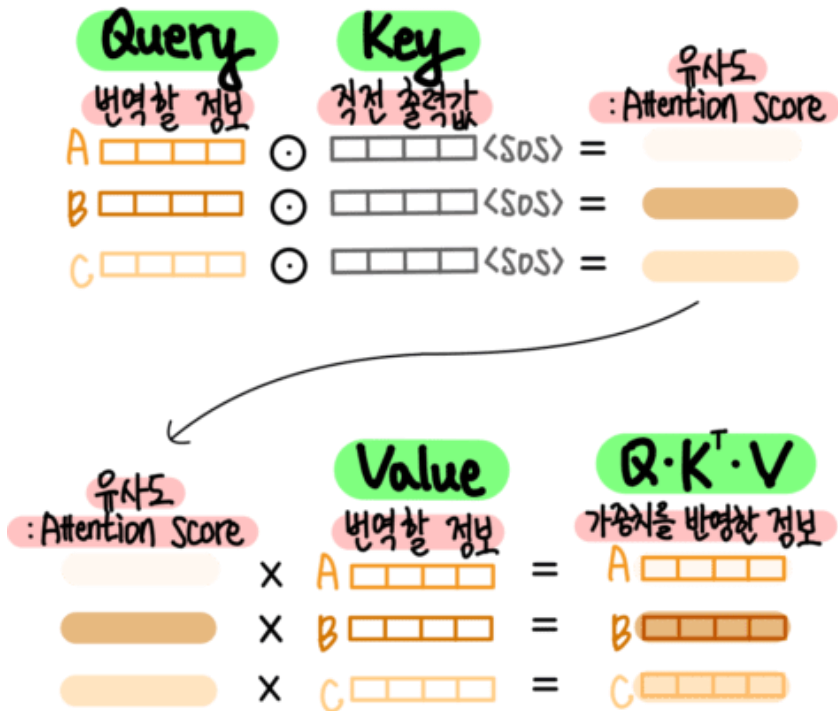 Query Key
유사도
번역할 정보 직전 출력값 : Attention Score
A ⊙ <SOS> =
B ⊙ <SOS> =
C ⊙ <SOS> =
Value Q·Kᵀ·V
유사도
: Attention Score 번역할 정보 가중치를 반영한 정보
× A = A
× B = B
× C = C